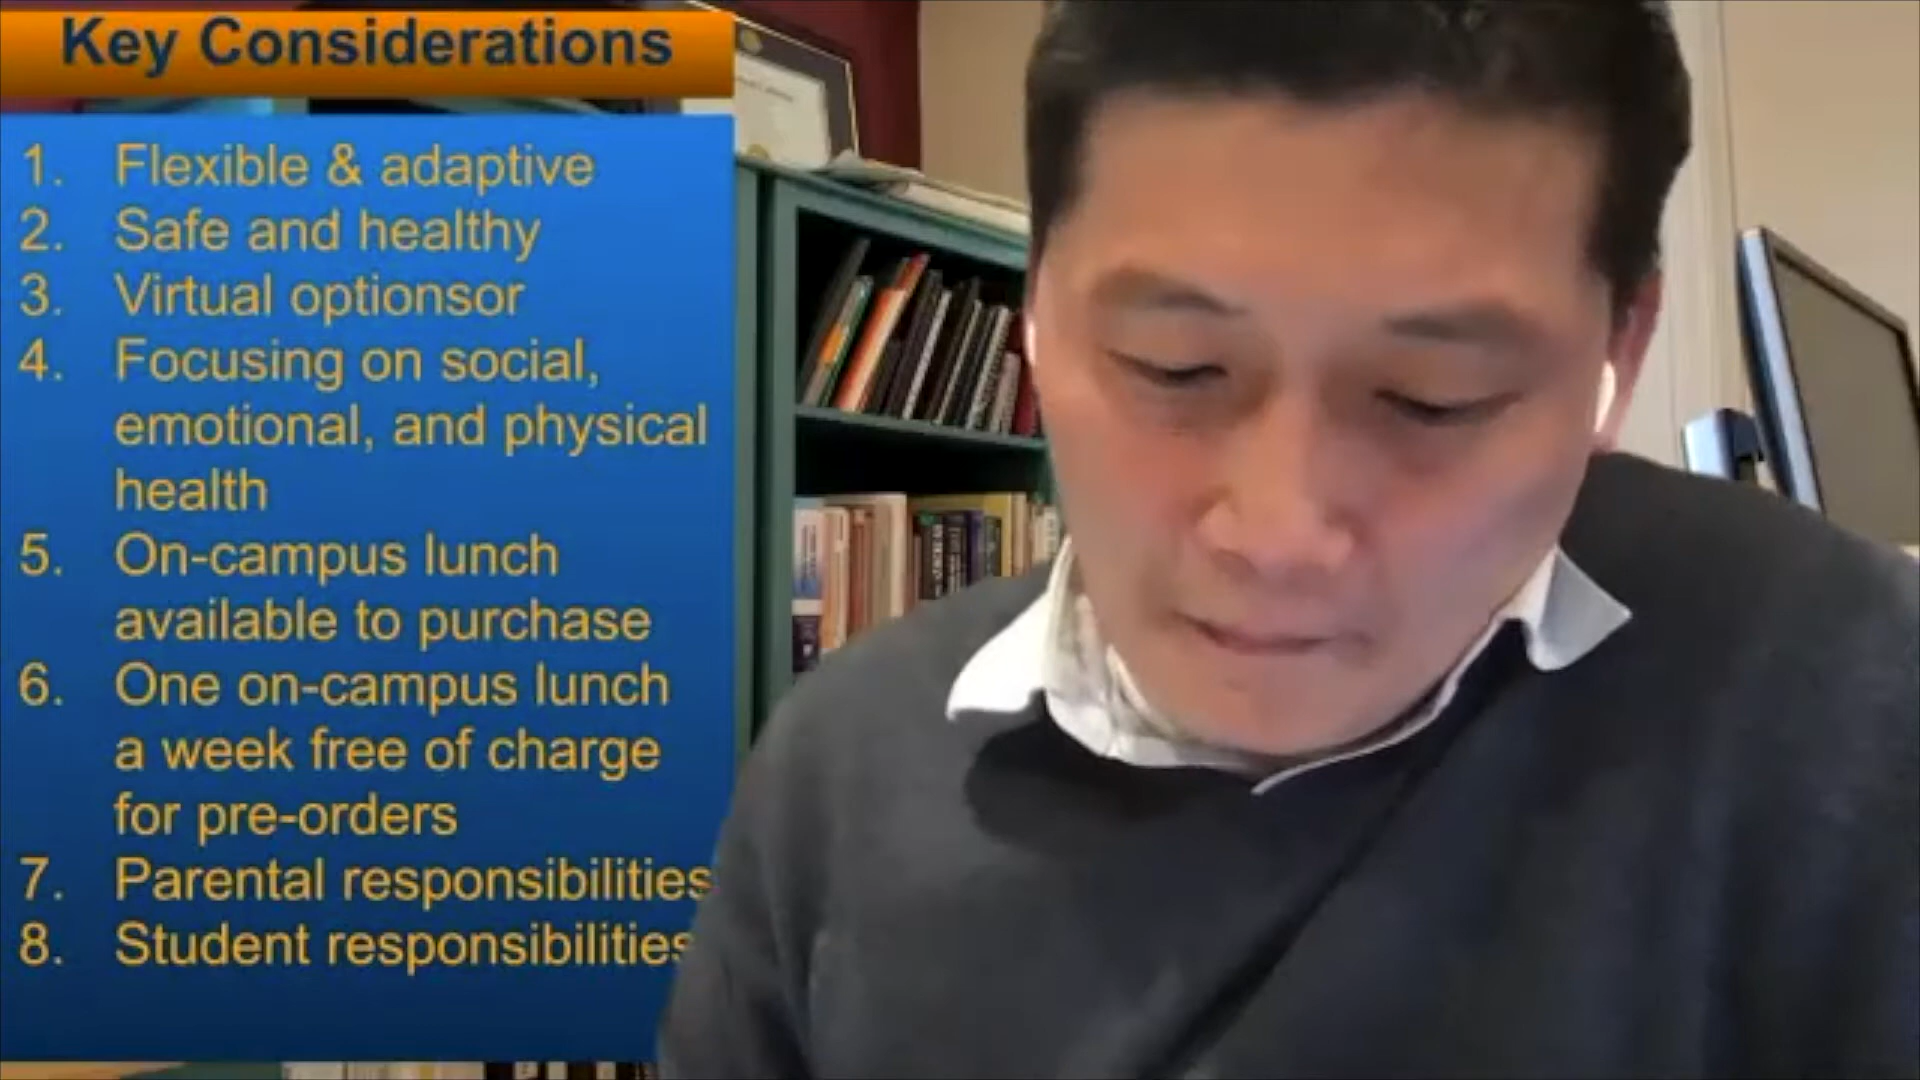 Key Considerations
1. Flexible & adaptive
2. Safe and healthy
3. Virtual optionsor
4. Focusing on social,
emotional, and physical
health
5. On-campus lunch
available to purchase
6. One on-campus lunch
a week free of charge
for pre-orders
7. Parental responsibilities
8. Student responsibilities